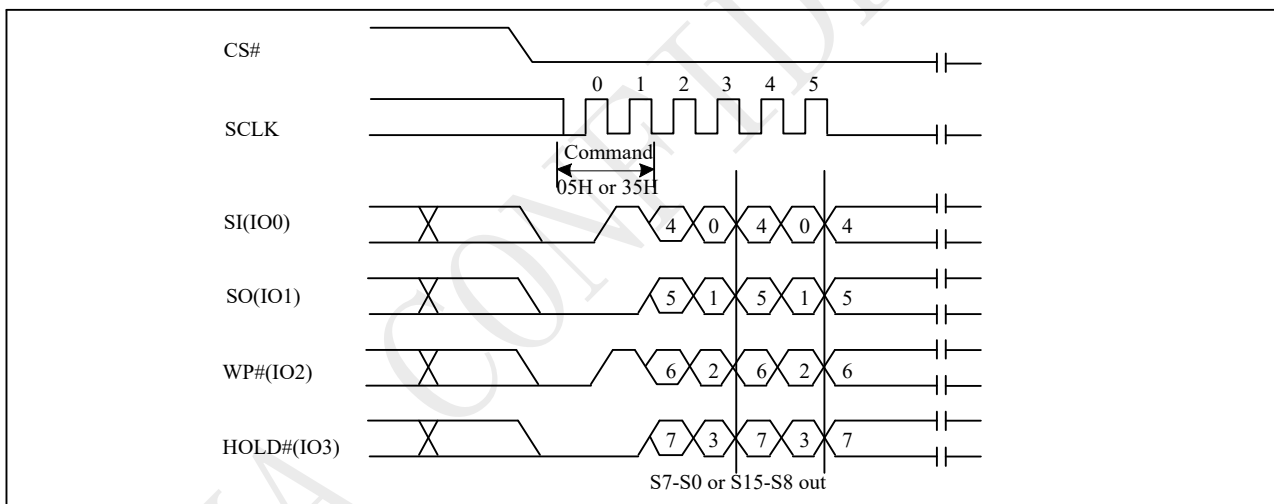 CS#
0 1 2 3 4 5
SCLK
Command
05H or 35H
SI(IO0) 4 0 4 0 4
SO(IO1) 5 1 5 1 5
WP#(IO2) 6 2 6 2 6
HOLD#(IO3) 7 3 7 3 7
S7-S0 or S15-S8 out